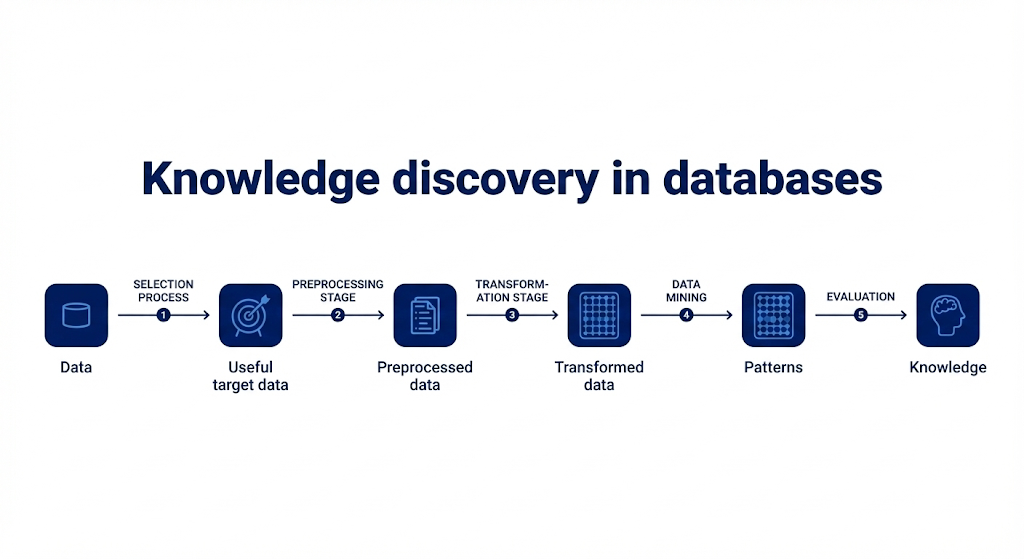 Knowledge discovery in databases
SELECTION
PROCESS
1
PREPROCESSING
STAGE
2
TRANSFORM-
ATION STAGE
3
DATA
MINING
4
EVALUATION
5
Data
Useful
target data
Preprocessed
data
Transformed
data
Patterns
Knowledge